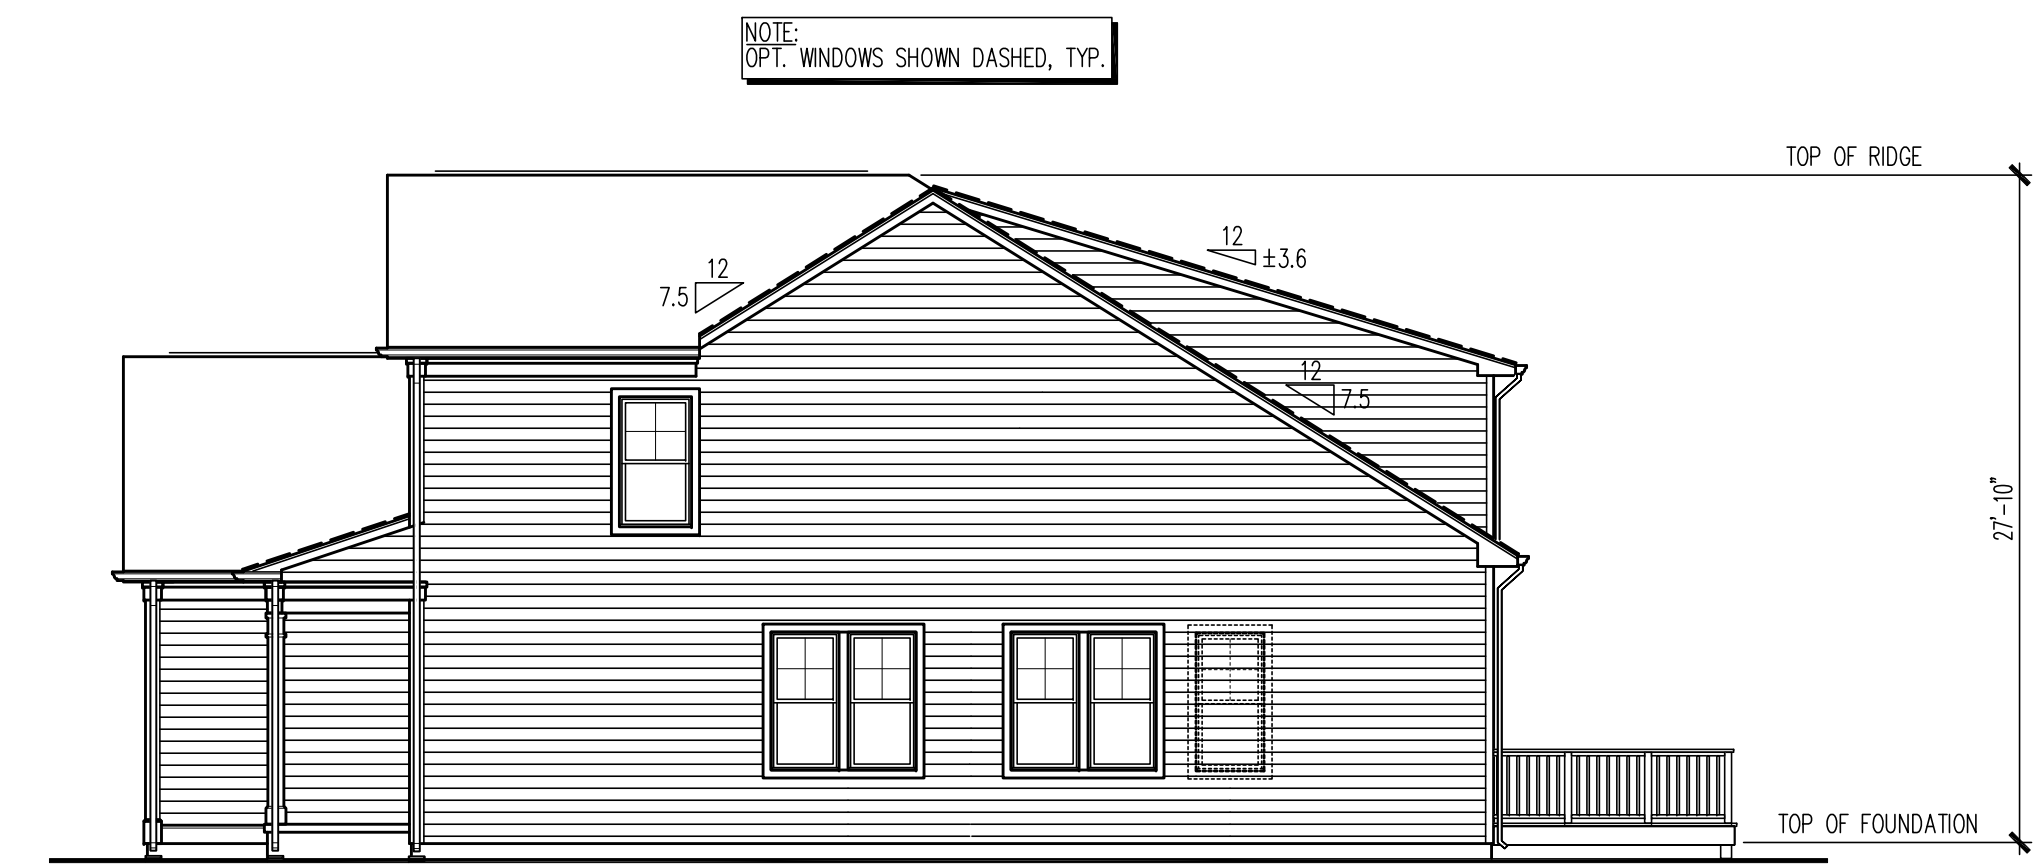 NOTE:
OPT. WINDOWS SHOWN DASHED, TYP.
TOP OF RIDGE
12
±3.6
12
7.5
12
7.5
27'-10"
TOP OF FOUNDATION